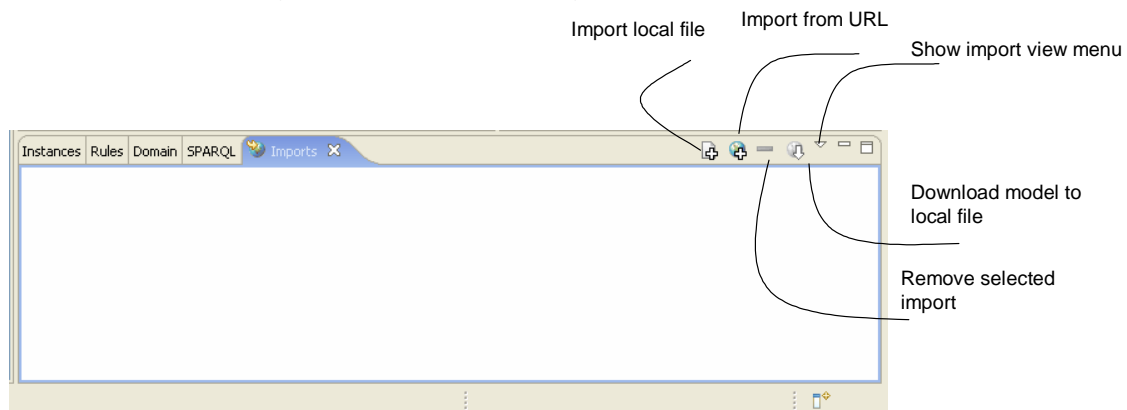 Import local file
Import from URL
Show import view menu
Instances Rules Domain SPARQL Imports
Download model to
local file
Remove selected
import